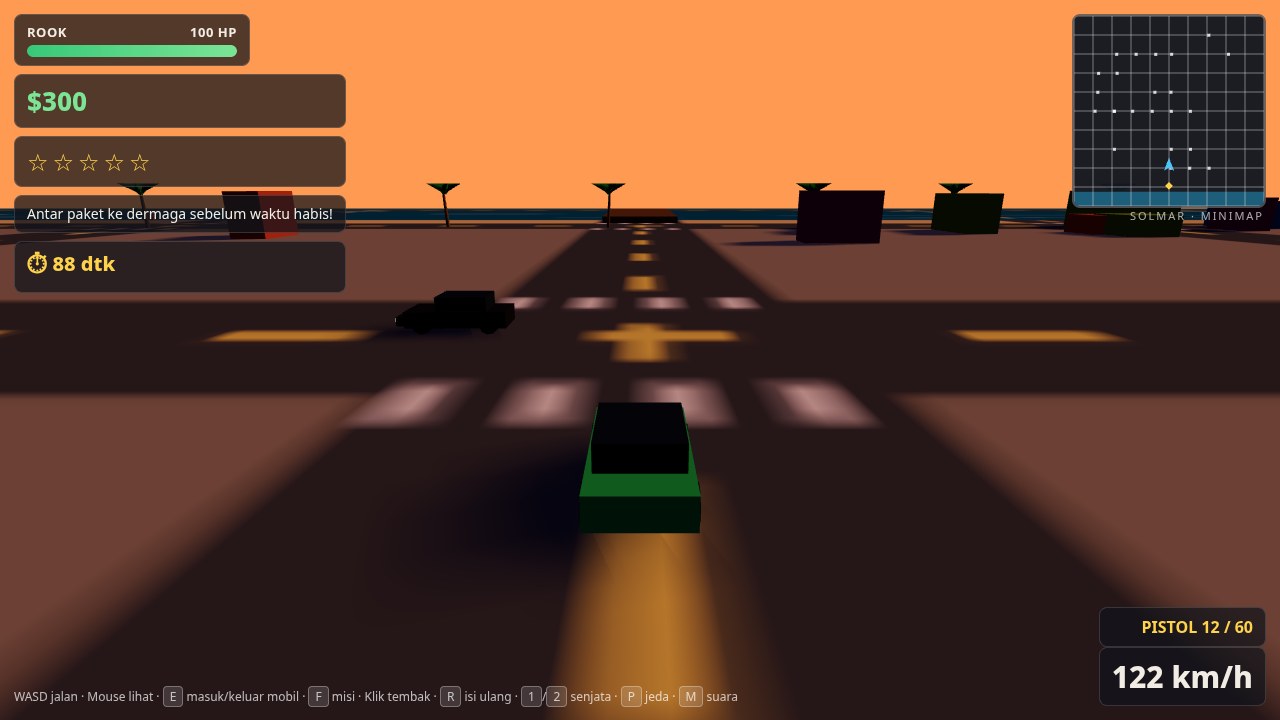 ROOK 100 HP
$300
☆☆☆☆☆
Antar paket ke dermaga sebelum waktu habis!
⏱ 88 dtk
SOLMAR · MINIMAP
PISTOL 12 / 60
122 km/h
WASD jalan · Mouse lihat · E masuk/keluar mobil · F misi · Klik tembak · R isi ulang · 1/2 senjata · P jeda · M suara